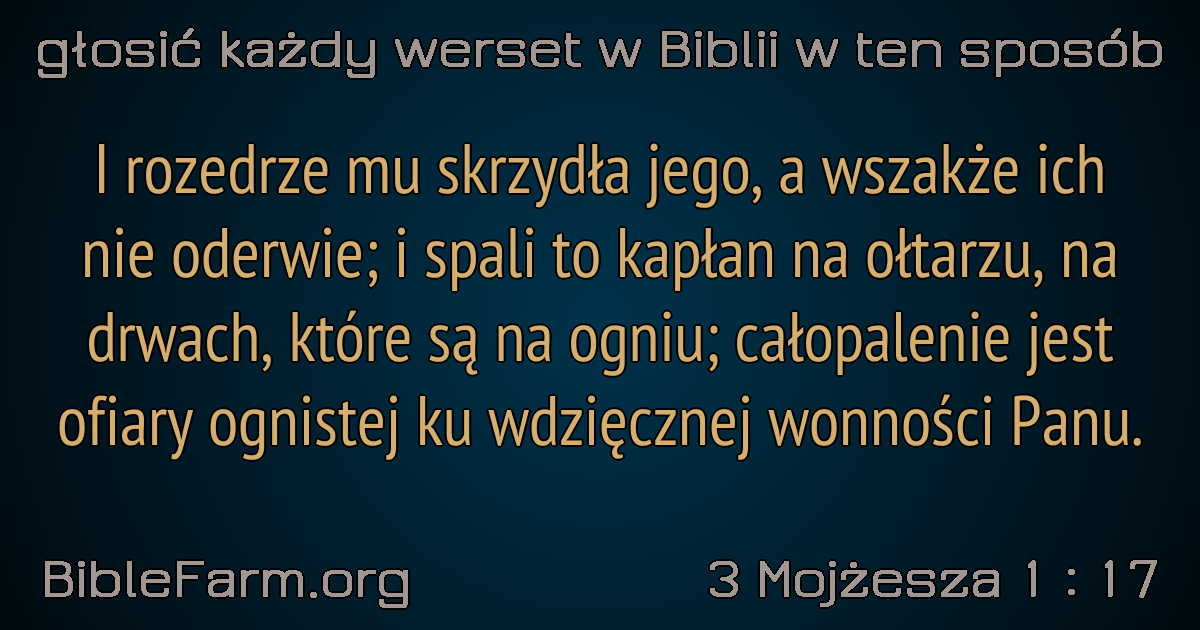 głosić każdy werset w Biblii w ten sposób
I rozedrze mu skrzydła jego, a wszakże ich
nie oderwie; i spali to kapłan na ołtarzu, na
drwach, które są na ogniu; całopalenie jest
ofiary ognistej ku wdzięcznej wonności Panu.
BibleFarm.org
3 Mojżesza 1 : 17